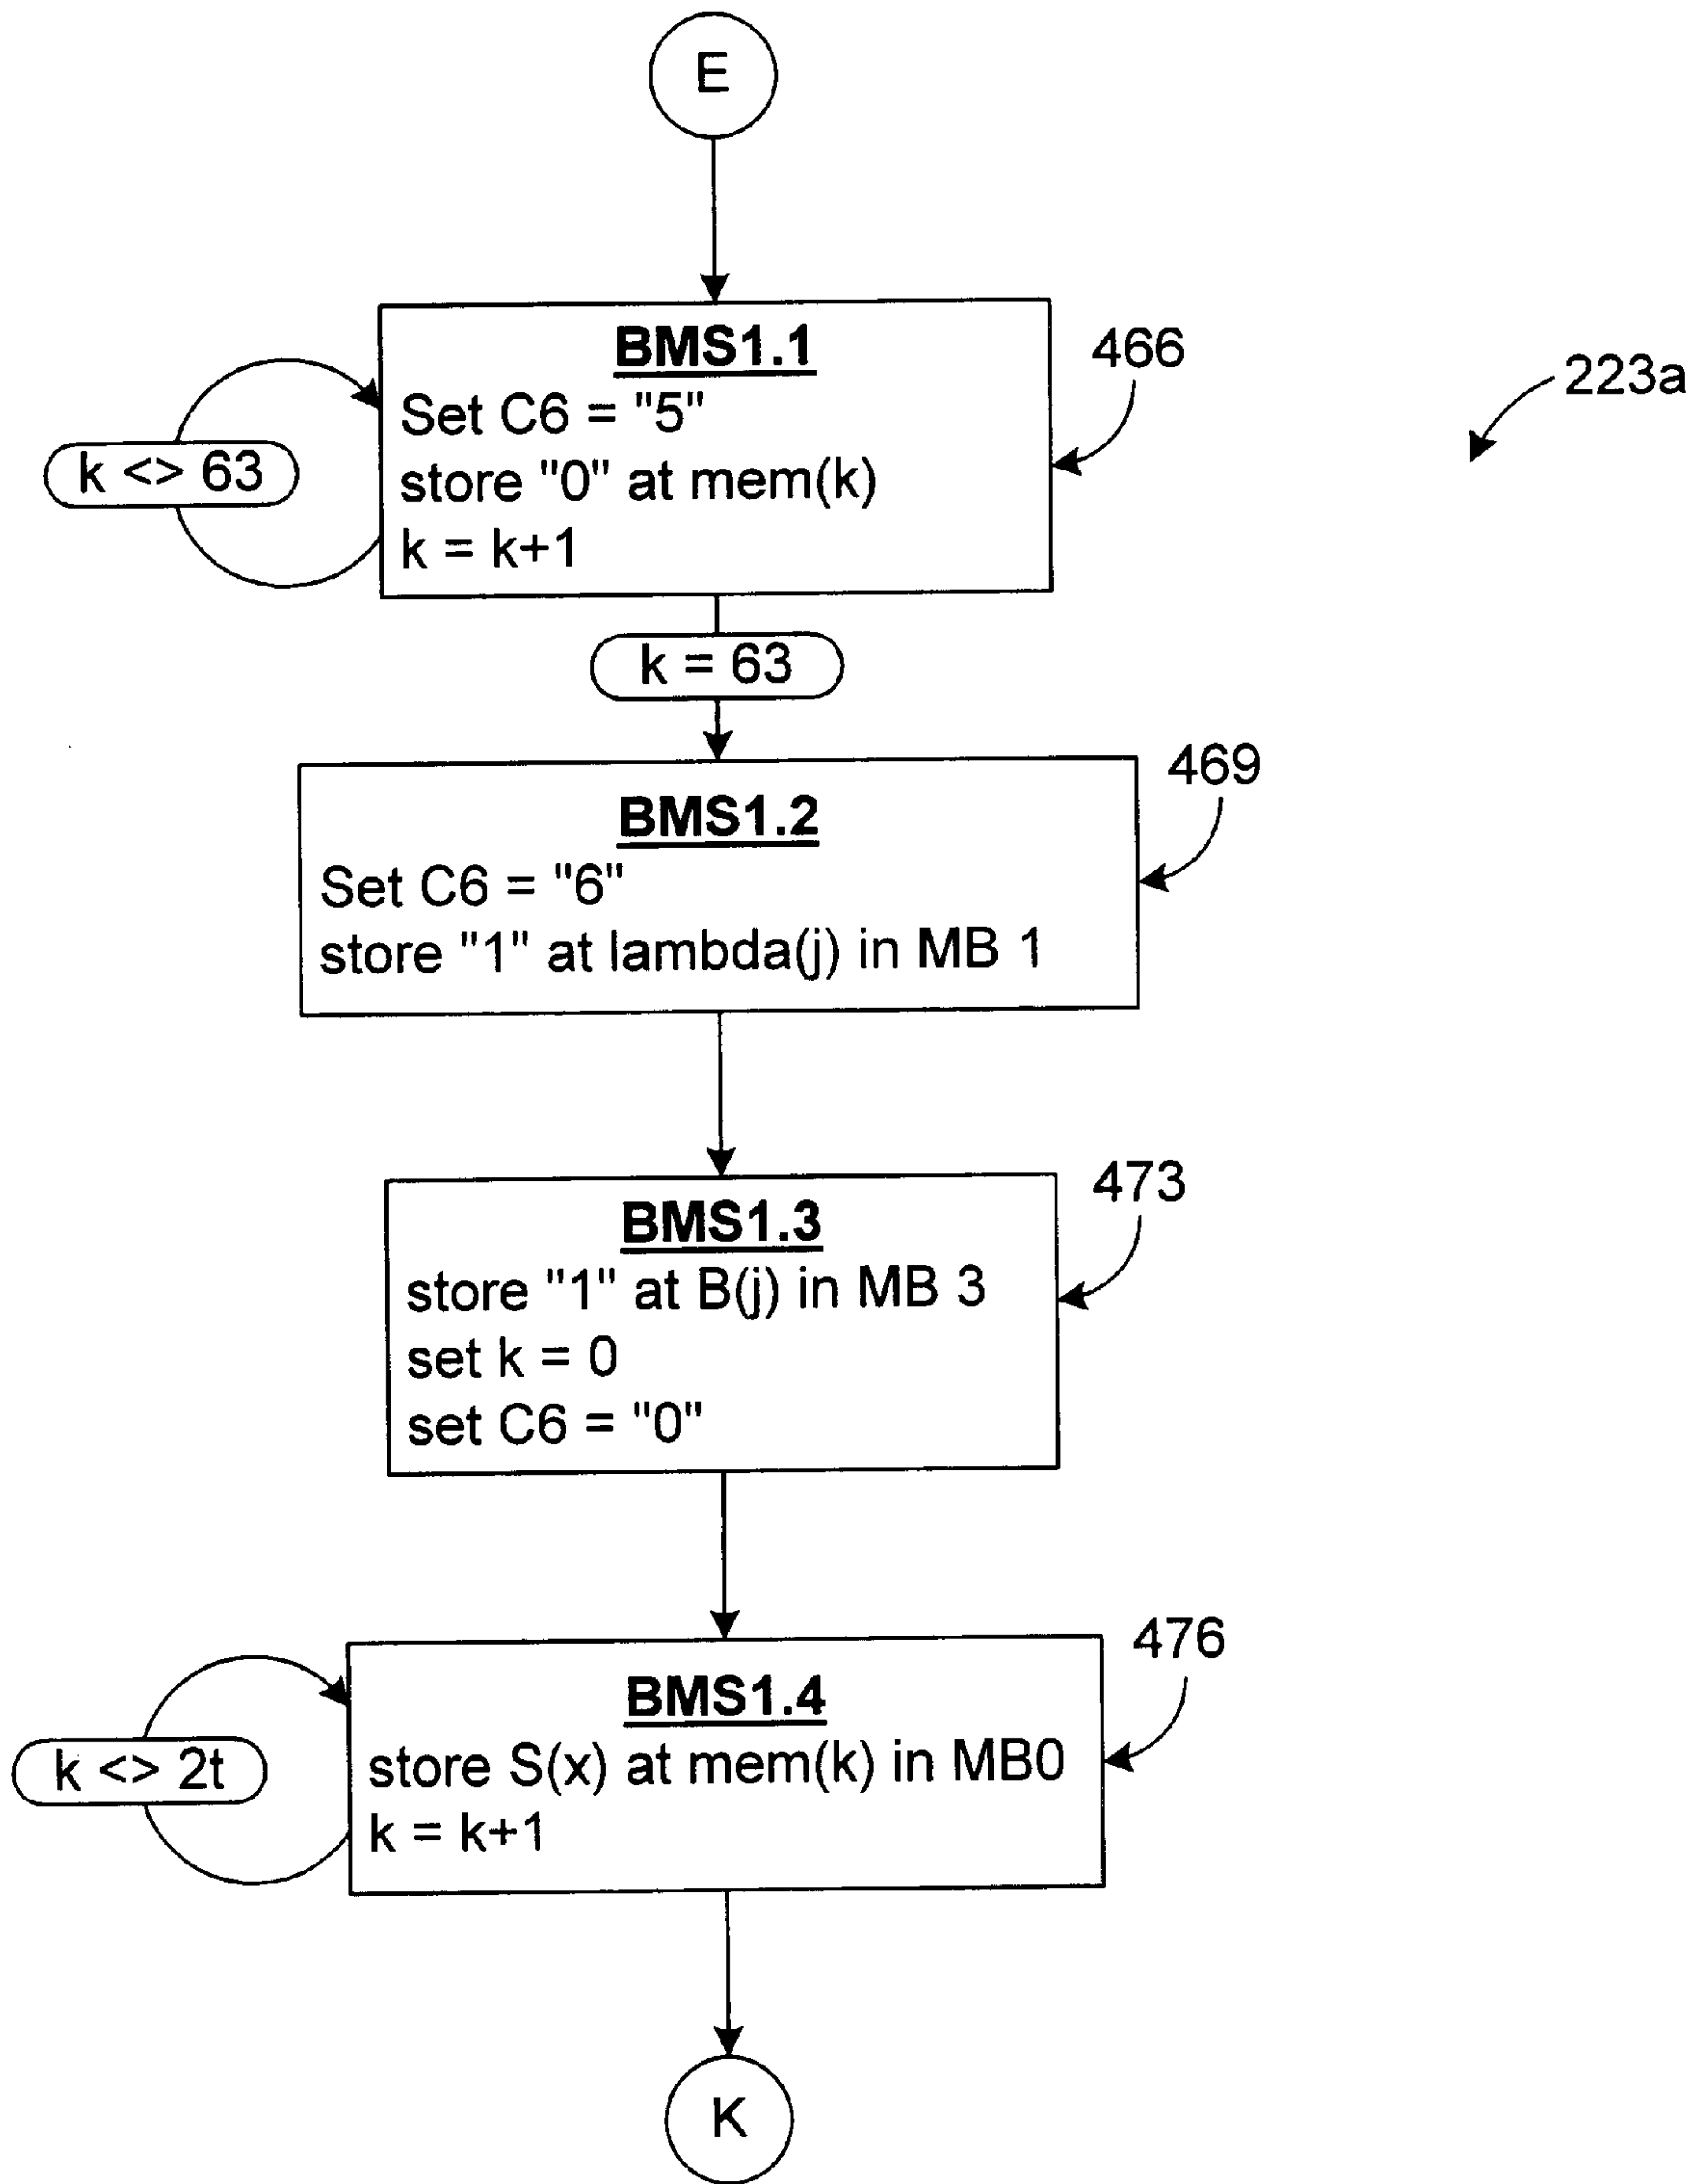 E
BMS1.1
466
223a
Set C6 = "5"
k <> 63
store "0" at mem(k)
k = k+1
k = 63
469
BMS1.2
Set C6 = "6"
store "1" at lambda(j) in MB 1
473
BMS1.3
store "1" at B(j) in MB 3
set k = 0
set C6 = "0"
476
BMS1.4
k <> 2t
store S(x) at mem(k) in MB0
k = k+1
K